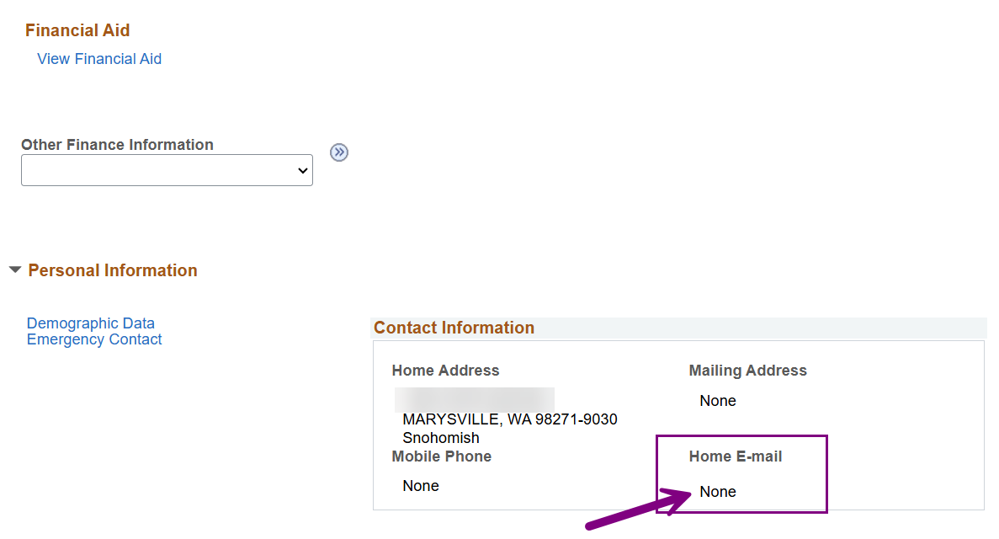 Financial Aid
View Financial Aid
Other Finance Information
Personal Information
Demographic Data
Emergency Contact
Contact Information
Home Address
MARYSVILLE, WA 98271-9030
Snohomish
Mailing Address
None
Mobile Phone
None
Home E-mail
None